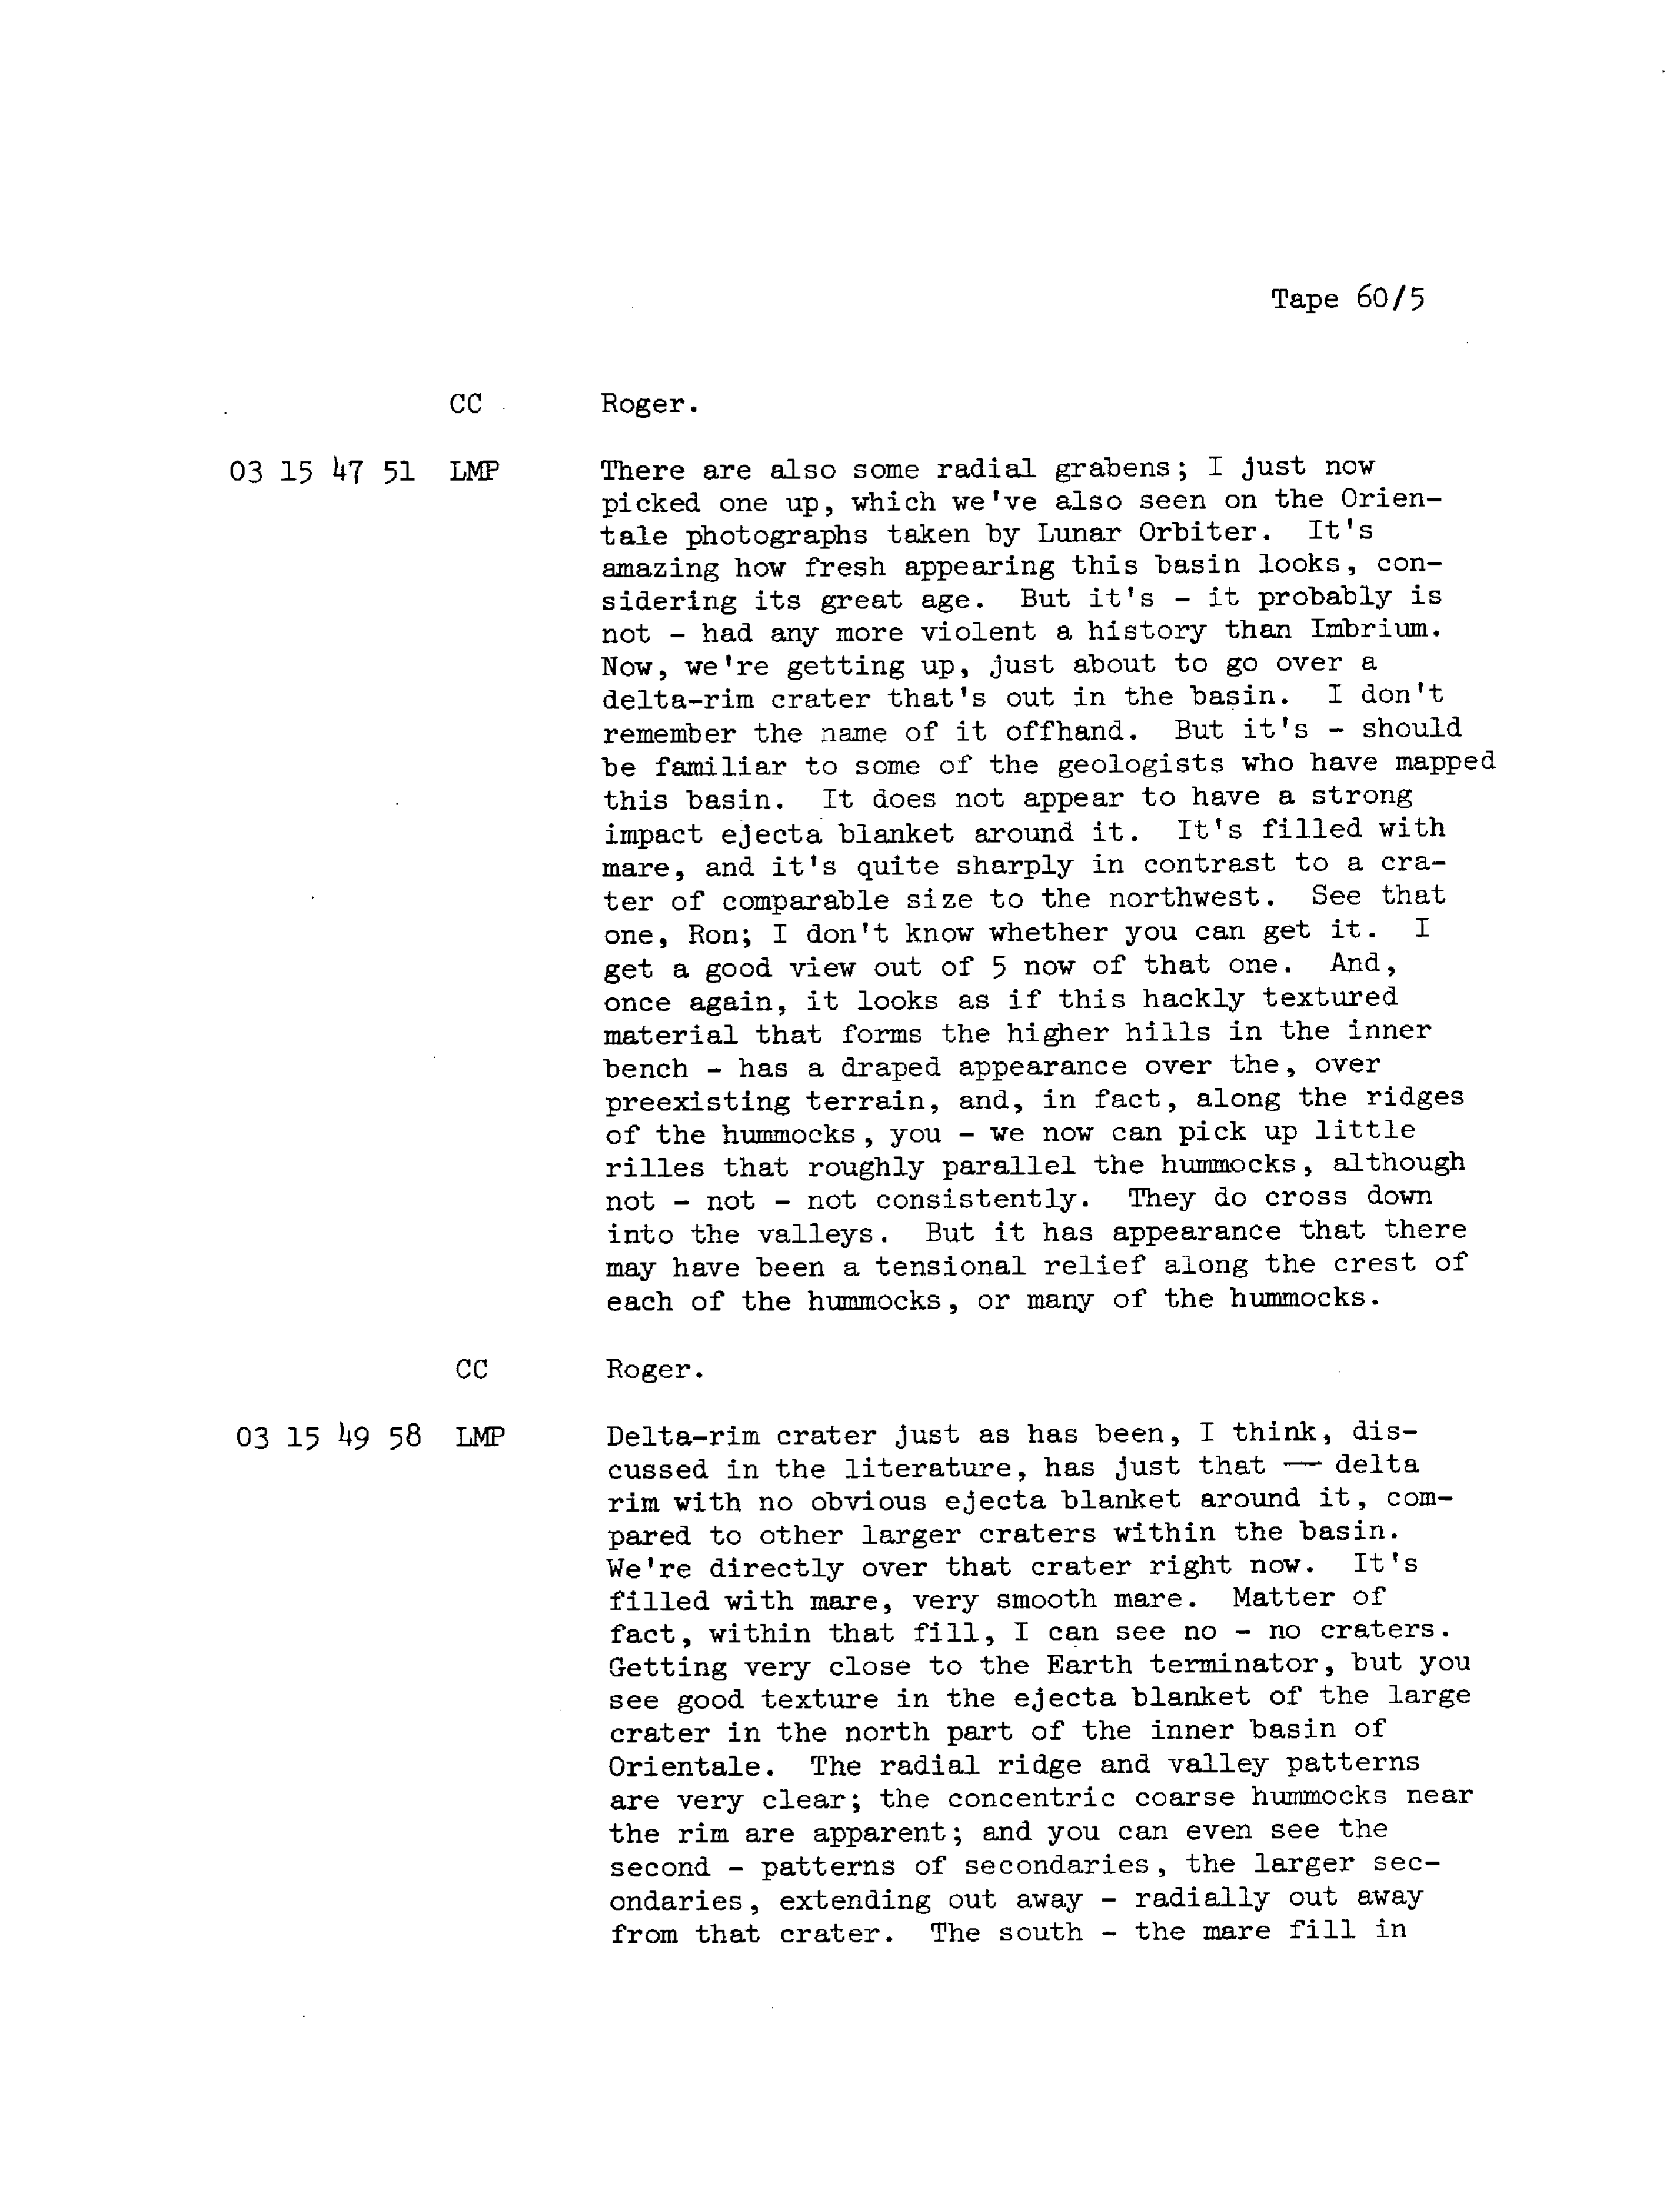 Tape 60/5
CC Roger.
03 15 47 51 LMP There are also some radial grabens; I just now
picked one up, which we've also seen on the Orien-
tale photographs taken by Lunar Orbiter. It's
amazing how fresh appearing this basin looks, con-
sidering its great age. But it's - it probably is
not - had any more violent a history than Imbrium.
Now, we're getting up, just about to go over a
delta-rim crater that's out in the basin. I don't
remember the name of it offhand. But it's - should
be familiar to some of the geologists who have mapped
this basin. It does not appear to have a strong
impact ejecta blanket around it. It's filled with
mare, and it's quite sharply in contrast to a cra-
ter of comparable size to the northwest. See that
one, Ron; I don't know whether you can get it. I
get a good view out of 5 now of that one. And,
once again, it looks as if this hackly textured
material that forms the higher hills in the inner
bench - has a draped appearance over the, over
preexisting terrain, and, in fact, along the ridges
of the hummocks, you - we now can pick up little
rilles that roughly parallel the hummocks, although
not - not - not consistently. They do cross down
into the valleys. But it has appearance that there
may have been a tensional relief along the crest of
each of the hummocks, or many of the hummocks.
CC Roger.
03 15 49 58 LMP Delta-rim crater just as has been, I think, dis-
cussed in the literature, has just that — delta
rim with no obvious ejecta blanket around it, com-
pared to other larger craters within the basin.
We're directly over that crater right now. It's
filled with mare, very smooth mare. Matter of
fact, within that fill, I can see no - no craters.
Getting very close to the Earth terminator, but you
see good texture in the ejecta blanket of the large
crater in the north part of the inner basin of
Orientale. The radial ridge and valley patterns
are very clear; the concentric coarse hummocks near
the rim are apparent; and you can even see the
second - patterns of secondaries, the larger sec-
ondaries, extending out away - radially out away
from that crater. The south - the mare fill in